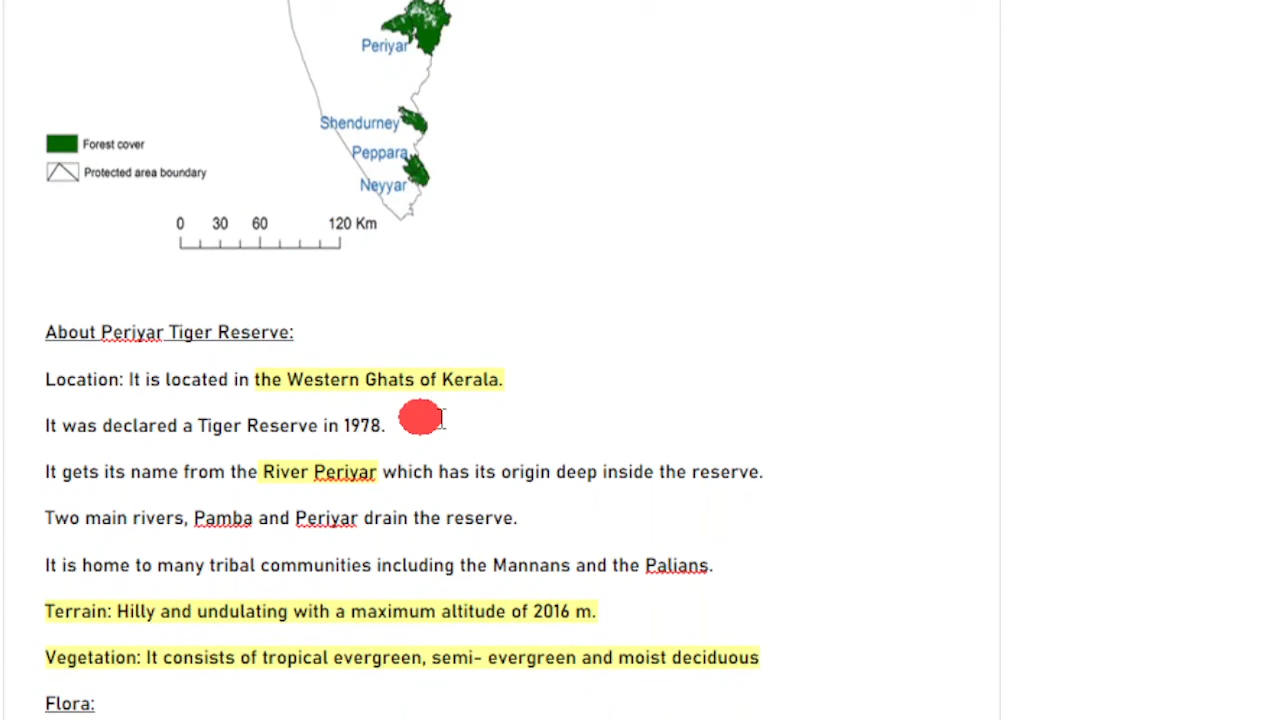 Periyar
Shendurney
Forest cover
Peppara
Protected area boundary
Neyyar
0 30 60 120 Km
About Periyar Tiger Reserve:
Location: It is located in the Western Ghats of Kerala.
It was declared a Tiger Reserve in 1978.
It gets its name from the River Periyar which has its origin deep inside the reserve.
Two main rivers, Pamba and Periyar drain the reserve.
It is home to many tribal communities including the Mannans and the Palians.
Terrain: Hilly and undulating with a maximum altitude of 2016 m.
Vegetation: It consists of tropical evergreen, semi- evergreen and moist deciduous
Flora: